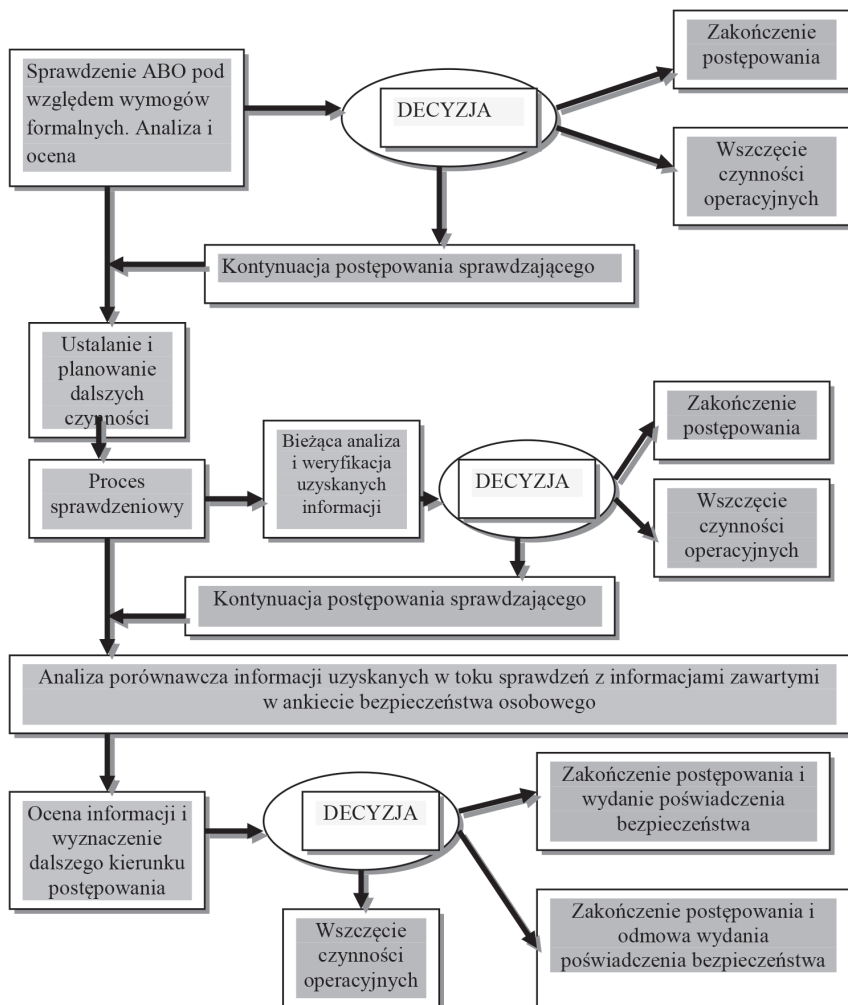 Sprawdzenie ABO pod
względem wymogów
formalnych. Analiza i
ocena
DECYZJA
Zakończenie
postępowania
Wszczęcie
czynności
operacyjnych
Kontynuacja postępowania sprawdzającego
Ustalanie i
planowanie
dalszych
czynności
Proces
sprawdzeniowy
Bieżąca analiza
i weryfikacja
uzyskanych
informacji
DECYZJA
Zakończenie
postępowania
Wszczęcie
czynności
operacyjnych
Kontynuacja postępowania sprawdzającego
Analiza porównawcza informacji uzyskanych w toku sprawdzeń z informacjami zawartymi
w ankiecie bezpieczeństwa osobowego
Ocena informacji i
wyznaczenie
dalszego kierunku
postępowania
DECYZJA
Zakończenie postępowania i
wydanie poświadczenia
bezpieczeństwa
Wszczęcie
czynności
operacyjnych
Zakończenie postępowania i
odmowa wydania
poświadczenia bezpieczeństwa